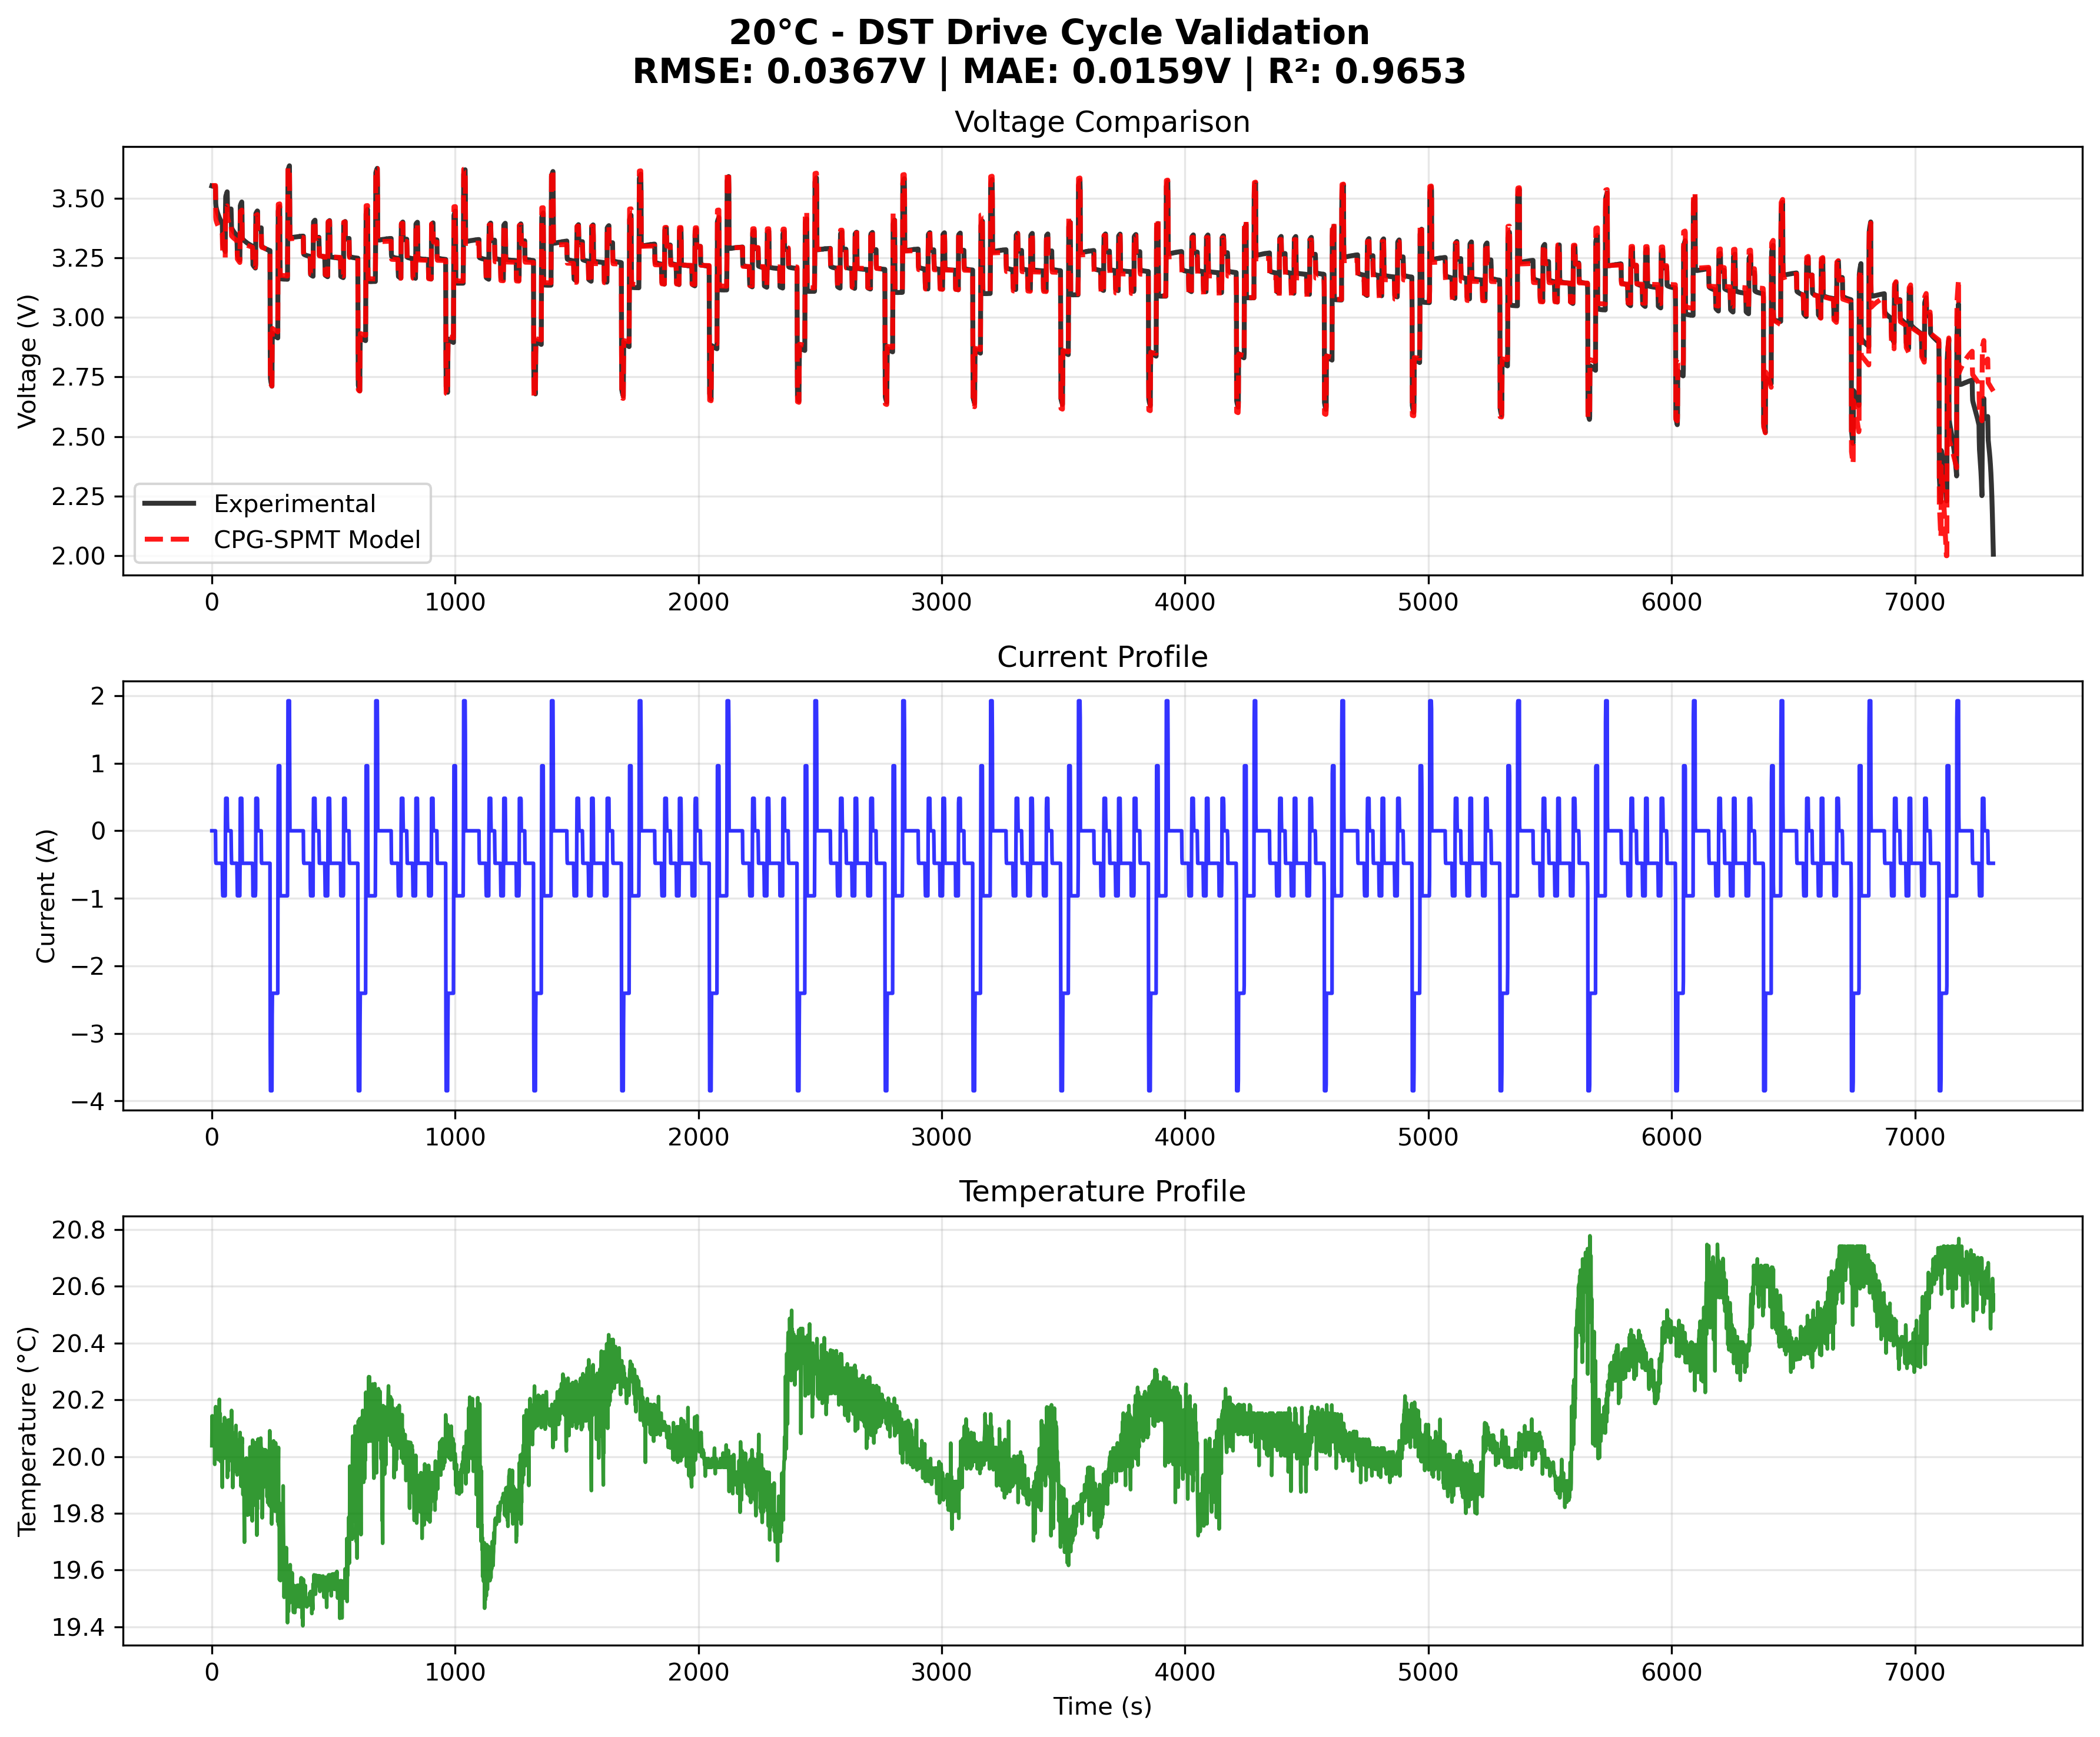 20°C - DST Drive Cycle Validation
RMSE: 0.0367V | MAE: 0.0159V | R²: 0.9653
Voltage Comparison
Voltage (V)
3.50
3.25
3.00
2.75
2.50
2.25
2.00
Experimental
CPG-SPMT Model
0 1000 2000 3000 4000 5000 6000 7000
Current Profile
Current (A)
2
1
0
−1
−2
−3
−4
0 1000 2000 3000 4000 5000 6000 7000
Temperature Profile
Temperature (°C)
20.8
20.6
20.4
20.2
20.0
19.8
19.6
19.4
0 1000 2000 3000 4000 5000 6000 7000
Time (s)